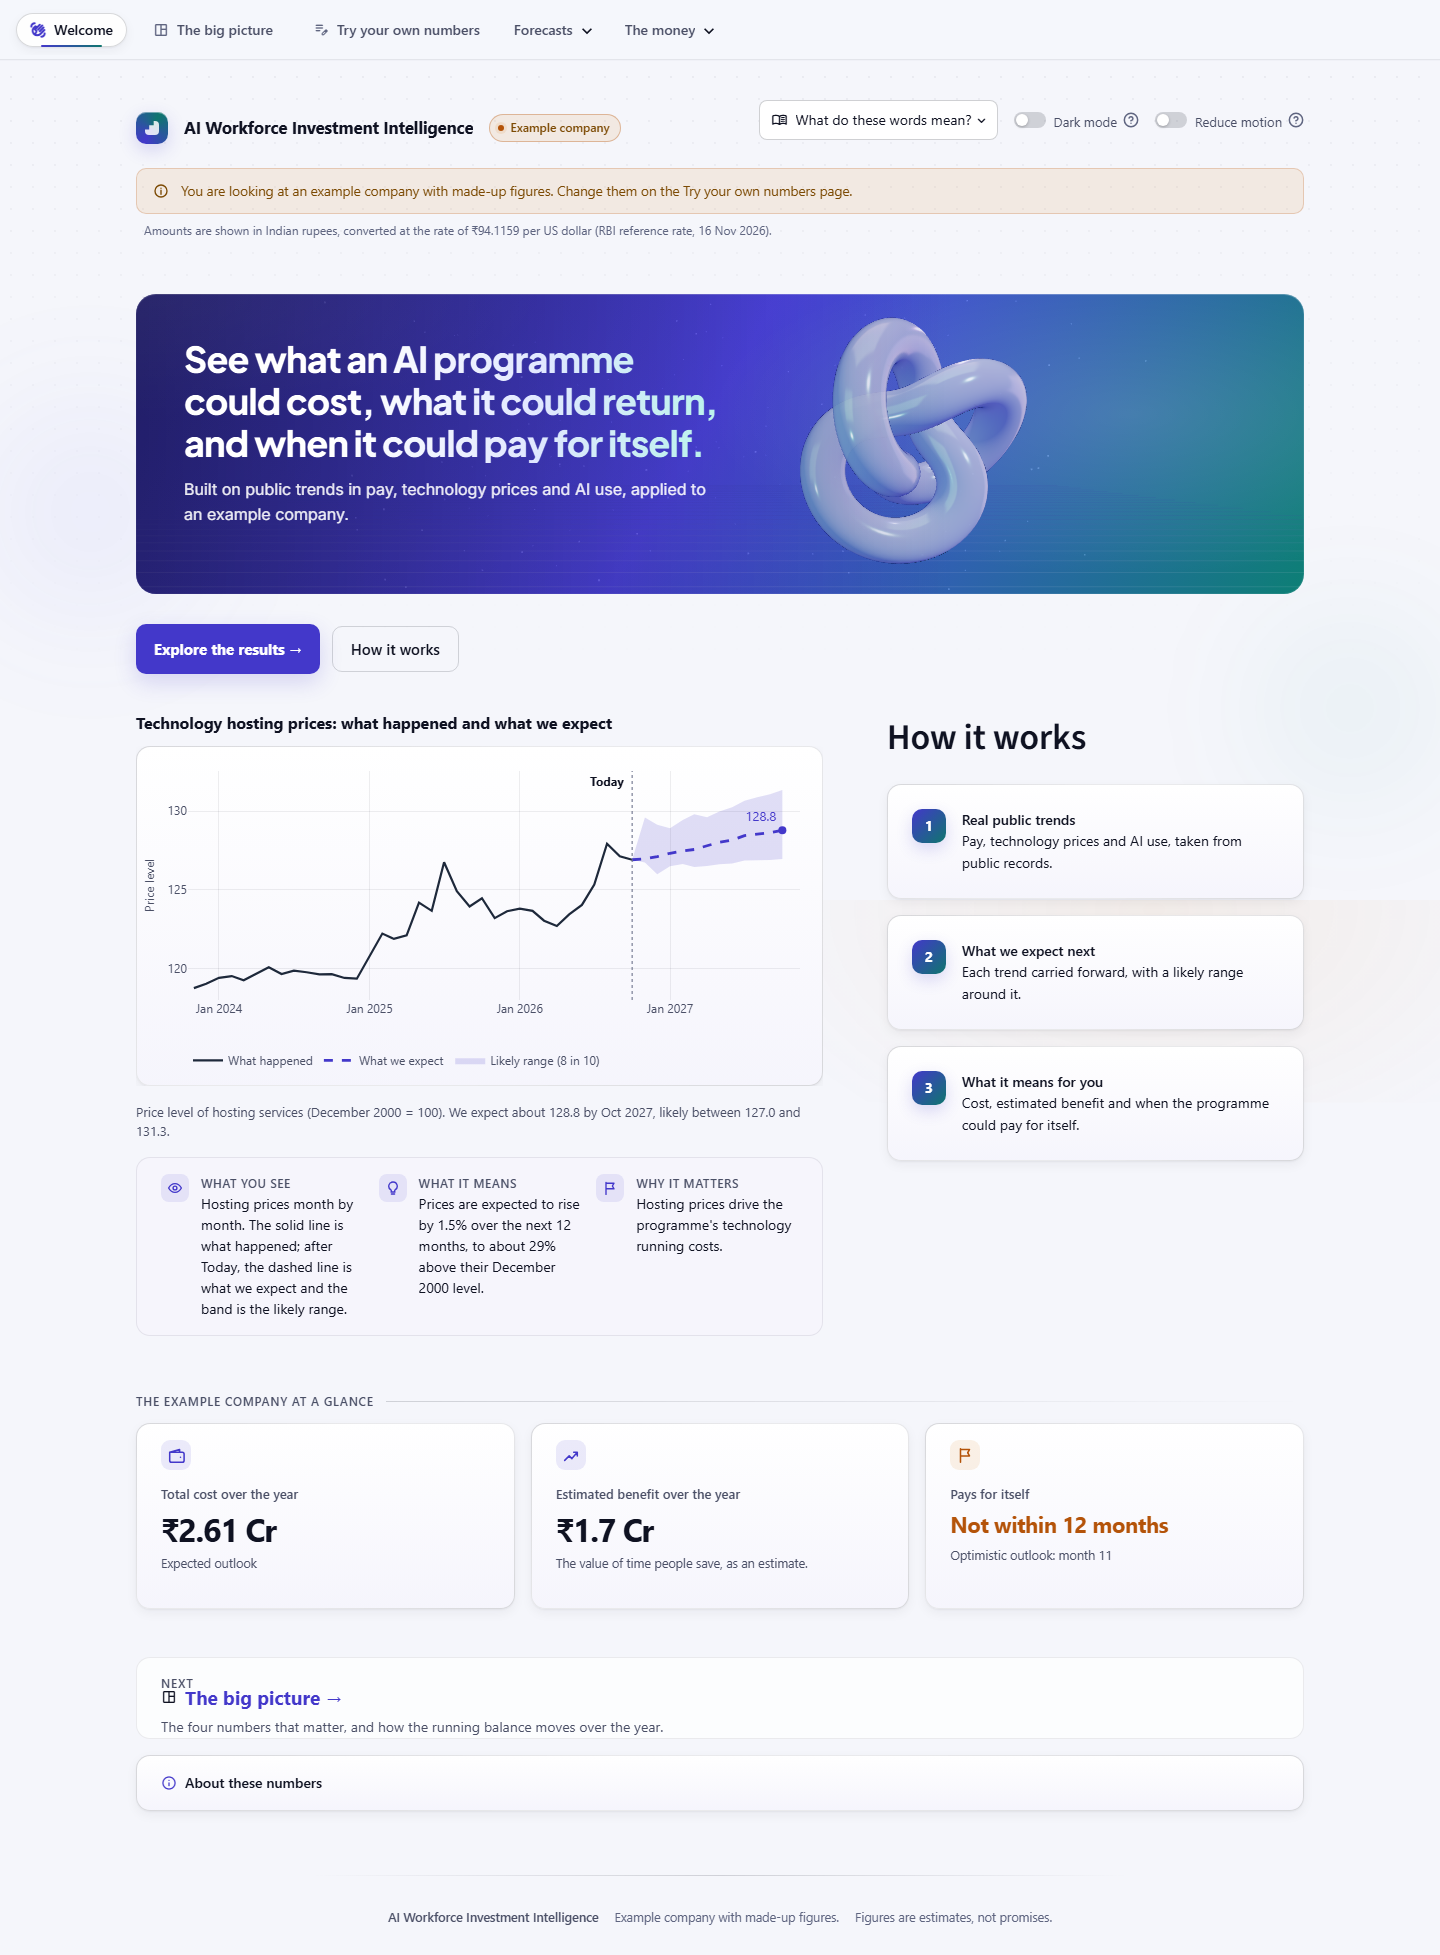 Welcome
The big picture
Try your own numbers
Forecasts
The money
AI Workforce Investment Intelligence
Example company
What do these words mean?
Dark mode
Reduce motion
You are looking at an example company with made-up figures. Change them on the Try your own numbers page.
Amounts are shown in Indian rupees, converted at the rate of ₹94.1159 per US dollar (RBI reference rate, 16 Nov 2026).
See what an AI programme
could cost, what it could return,
and when it could pay for itself.
Built on public trends in pay, technology prices and AI use, applied to
an example company.
Explore the results →
How it works
Technology hosting prices: what happened and what we expect
Today
128.8
130
125
120
Price level
Jan 2024
Jan 2025
Jan 2026
Jan 2027
What happened
What we expect
Likely range (8 in 10)
Price level of hosting services (December 2000 = 100). We expect about 128.8 by Oct 2027, likely between 127.0 and
131.3.
WHAT YOU SEE
Hosting prices month by
month. The solid line is
what happened; after
Today, the dashed line is
what we expect and the
band is the likely range.
WHAT IT MEANS
Prices are expected to rise
by 1.5% over the next 12
months, to about 29%
above their December
2000 level.
WHY IT MATTERS
Hosting prices drive the
programme's technology
running costs.
How it works
1
Real public trends
Pay, technology prices and AI use, taken from
public records.
2
What we expect next
Each trend carried forward, with a likely range
around it.
3
What it means for you
Cost, estimated benefit and when the programme
could pay for itself.
THE EXAMPLE COMPANY AT A GLANCE
Total cost over the year
₹2.61 Cr
Expected outlook
Estimated benefit over the year
₹1.7 Cr
The value of time people save, as an estimate.
Pays for itself
Not within 12 months
Optimistic outlook: month 11
NEXT
The big picture →
The four numbers that matter, and how the running balance moves over the year.
About these numbers
AI Workforce Investment Intelligence
Example company with made-up figures.
Figures are estimates, not promises.